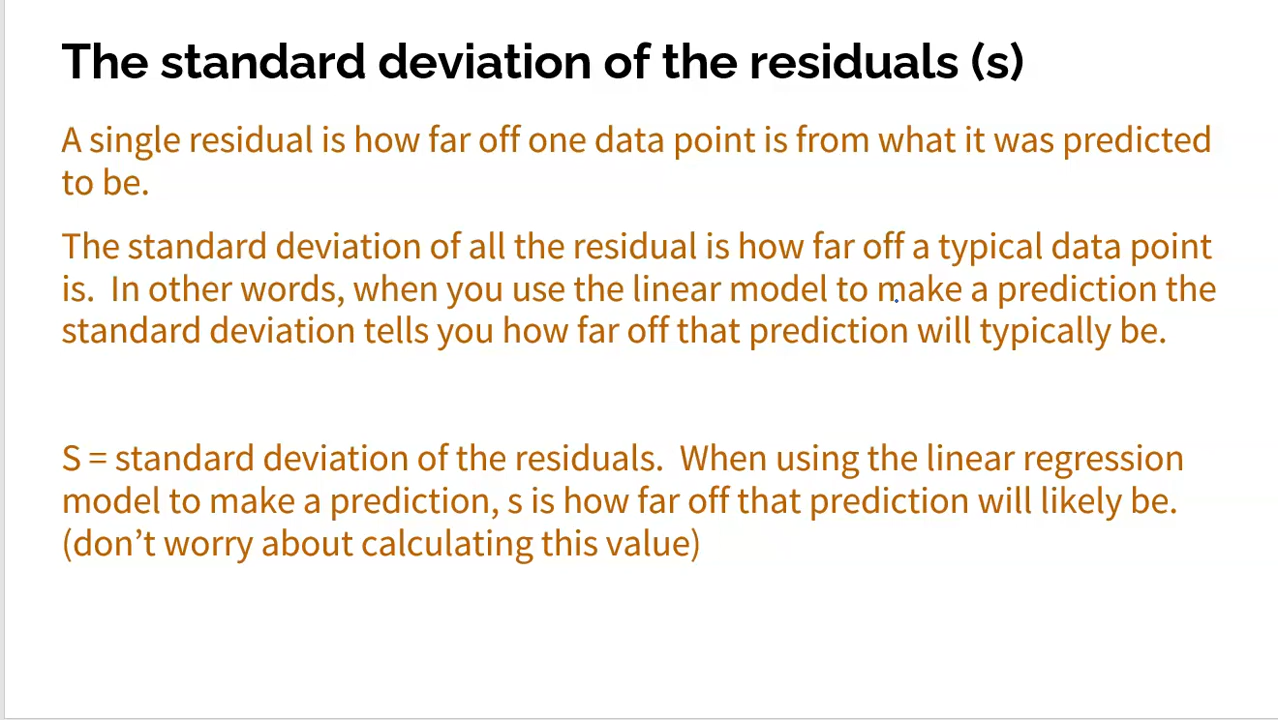 The standard deviation of the residuals (s)
A single residual is how far off one data point is from what it was predicted
to be.
The standard deviation of all the residual is how far off a typical data point
is.  In other words, when you use the linear model to make a prediction the
standard deviation tells you how far off that prediction will typically be.
S = standard deviation of the residuals.  When using the linear regression
model to make a prediction, s is how far off that prediction will likely be.
(don’t worry about calculating this value)